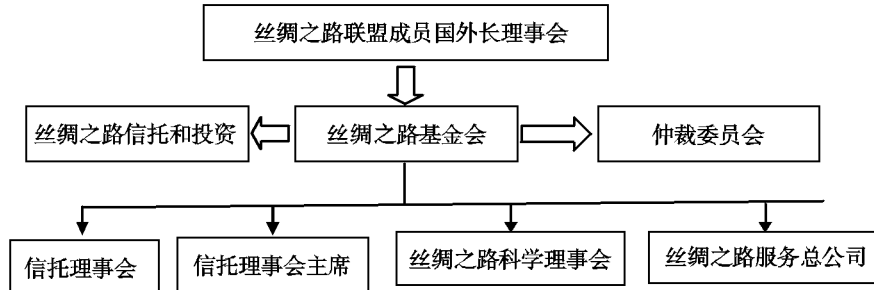 丝绸之路联盟成员国外长理事会
丝绸之路信托和投资
丝绸之路基金会
仲裁委员会
信托理事会
信托理事会主席
丝绸之路科学理事会
丝绸之路服务总公司